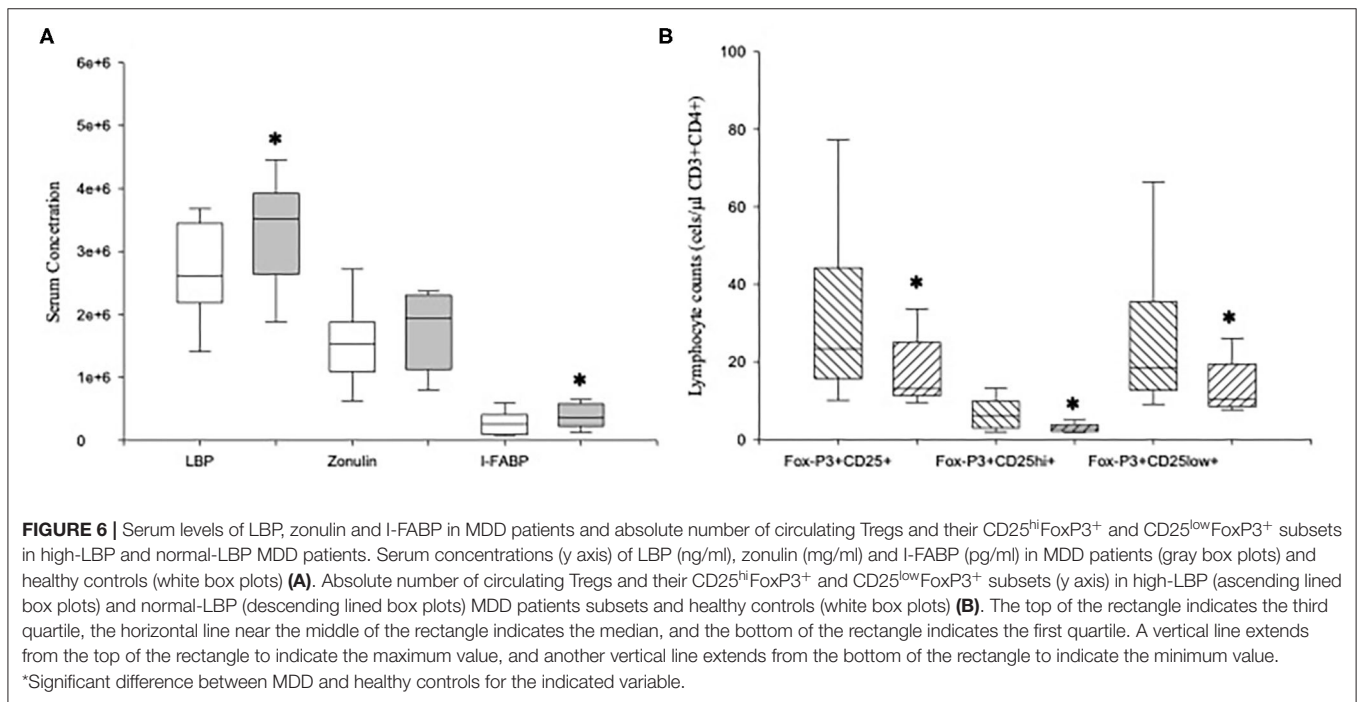 A
B
6e+6
5e+6
4e+6
3e+6
2e+6
1e+6
0
Serum Concetration
*
*
LBP
Zonulin
I-FABP
100
80
60
40
20
0
Lymphocyte counts (cels/µl CD3+CD4+)
*
*
*
Fox-P3+CD25+
Fox-P3+CD25hi+
Fox-P3+CD25low+
FIGURE 6 | Serum levels of LBP, zonulin and I-FABP in MDD patients and absolute number of circulating Tregs and their CD25hiFoxP3+ and CD25lowFoxP3+ subsets
in high-LBP and normal-LBP MDD patients. Serum concentrations (y axis) of LBP (ng/ml), zonulin (mg/ml) and I-FABP (pg/ml) in MDD patients (gray box plots) and
healthy controls (white box plots) (A). Absolute number of circulating Tregs and their CD25hiFoxP3+ and CD25lowFoxP3+ subsets (y axis) in high-LBP (ascending lined
box plots) and normal-LBP (descending lined box plots) MDD patients subsets and healthy controls (white box plots) (B). The top of the rectangle indicates the third
quartile, the horizontal line near the middle of the rectangle indicates the median, and the bottom of the rectangle indicates the first quartile. A vertical line extends
from the top of the rectangle to indicate the maximum value, and another vertical line extends from the bottom of the rectangle to indicate the minimum value.
*Significant difference between MDD and healthy controls for the indicated variable.